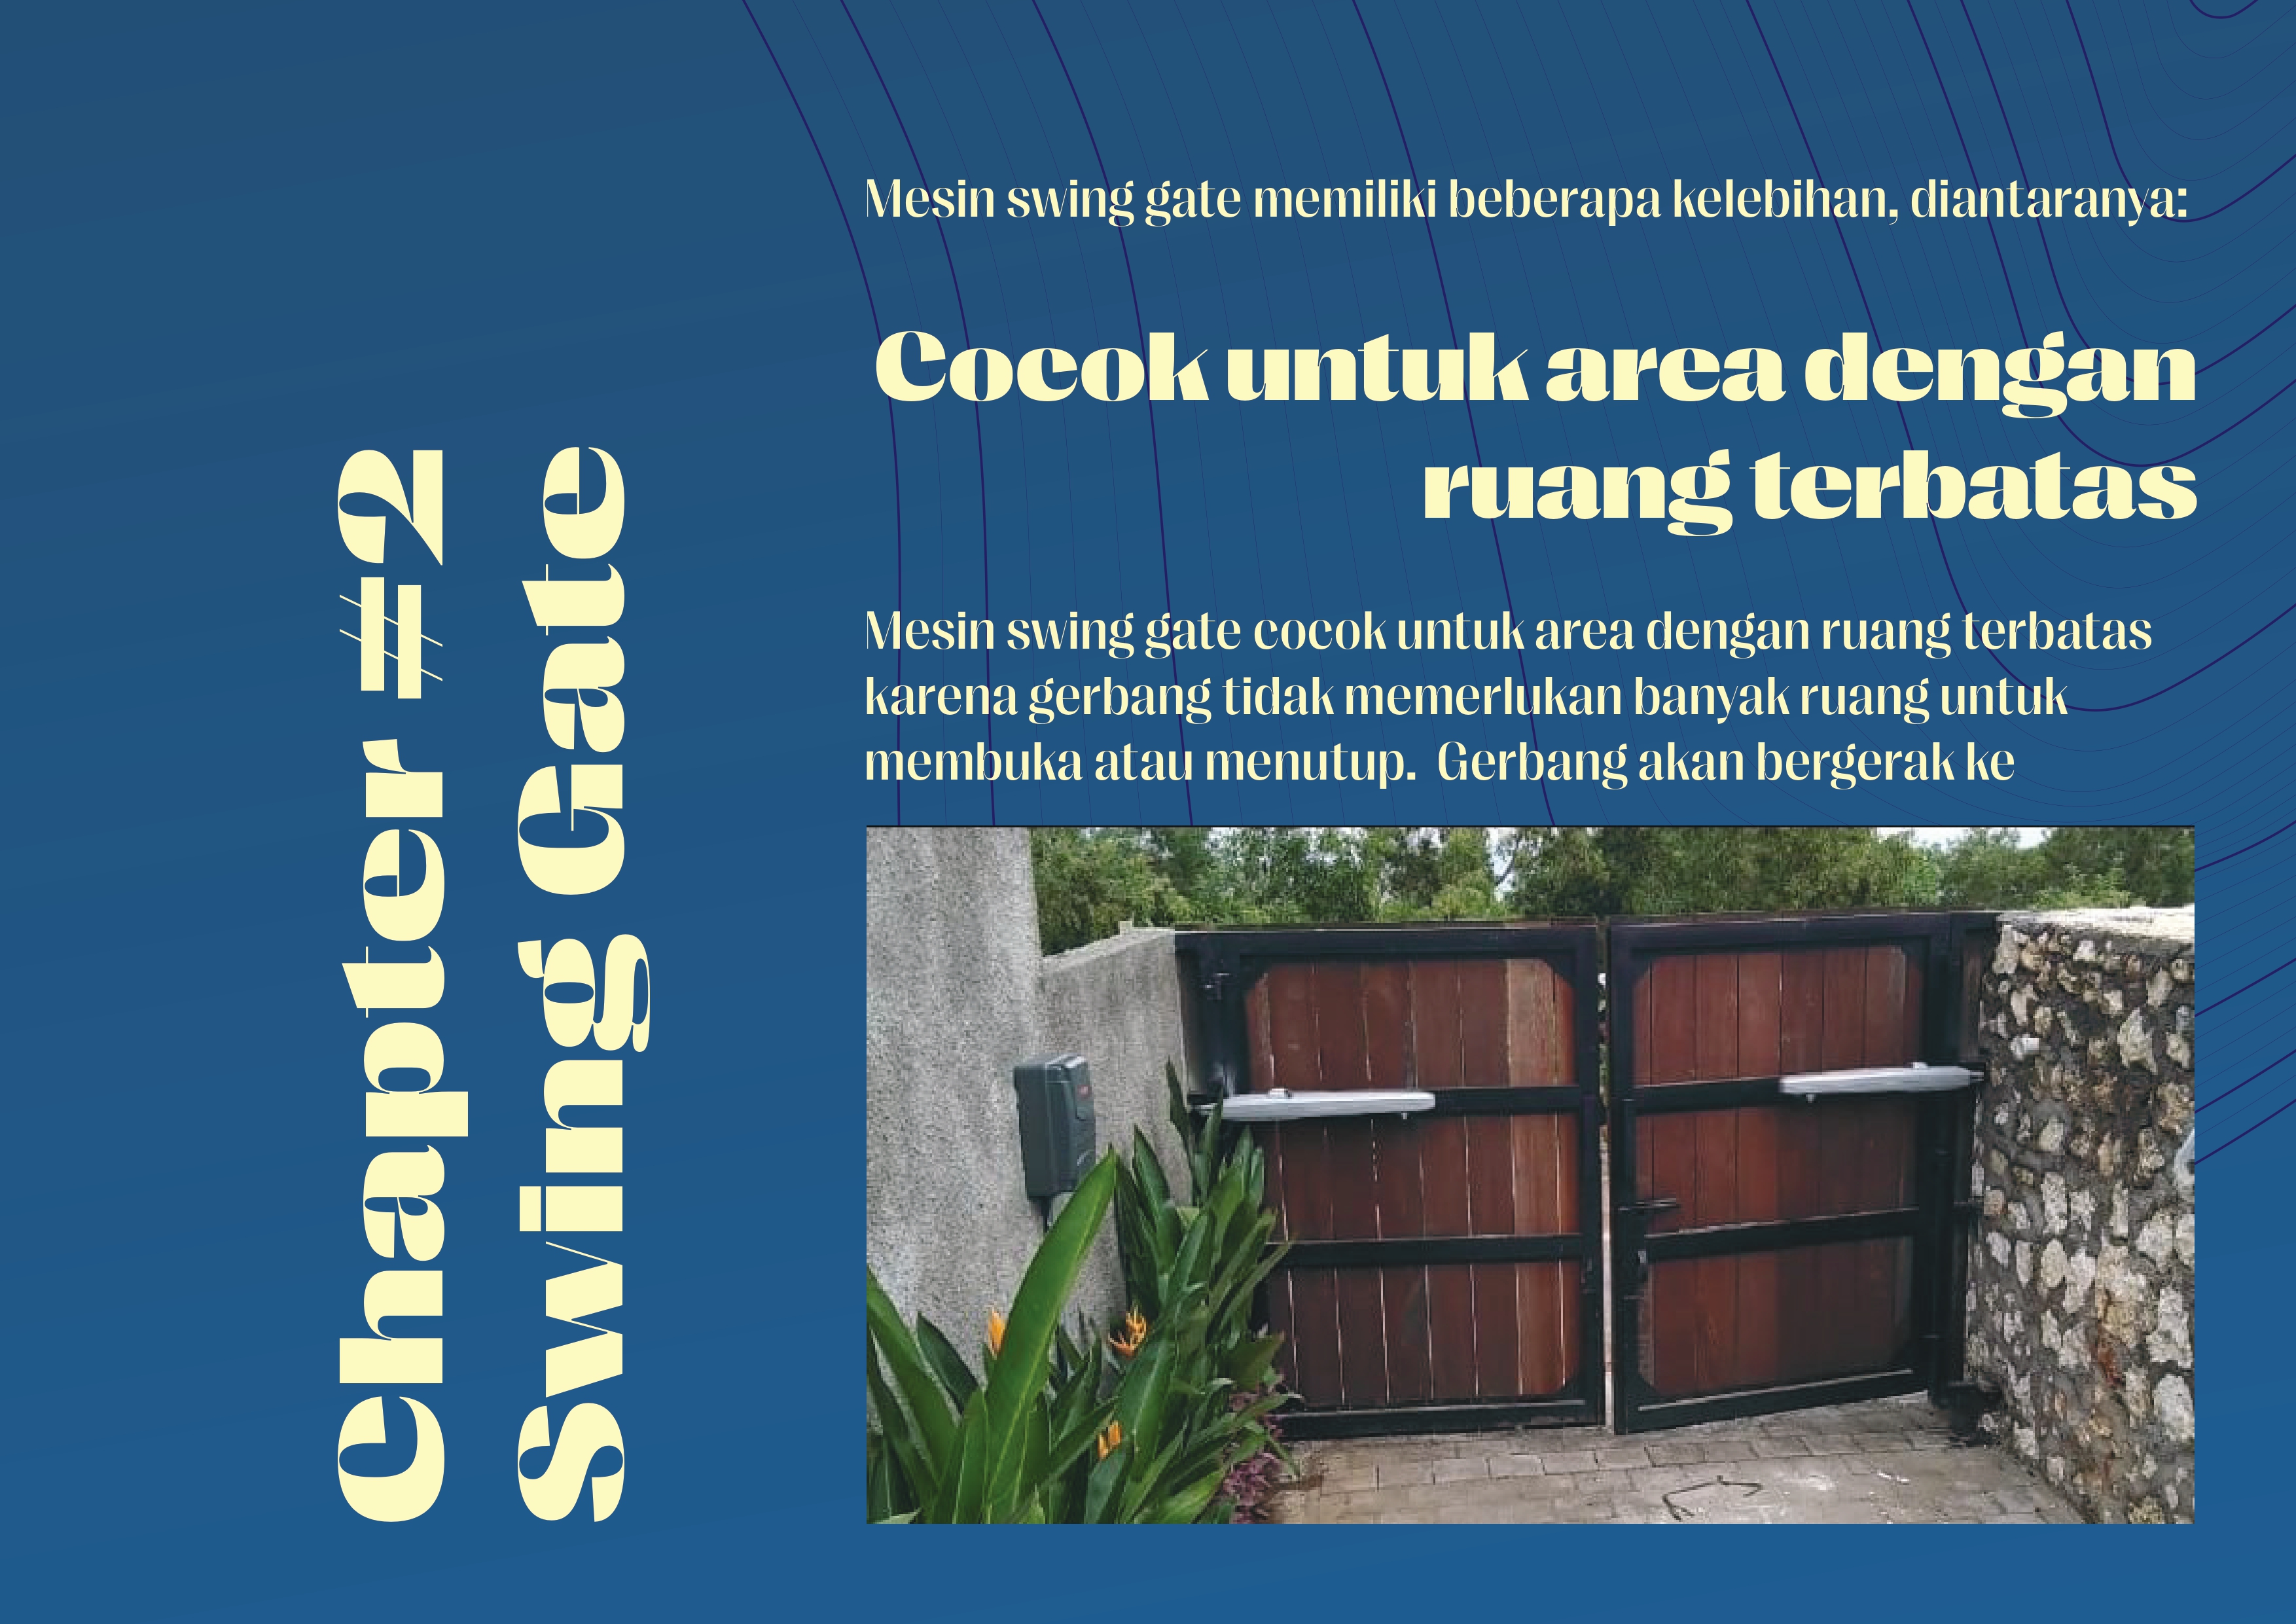 Chapter #2
Swing Gate
Mesin swing gate memiliki beberapa kelebihan, diantaranya:
Cocok untuk area dengan
ruang terbatas
Mesin swing gate cocok untuk area dengan ruang terbatas
karena gerbang tidak memerlukan banyak ruang untuk
membuka atau menutup.  Gerbang akan bergerak ke